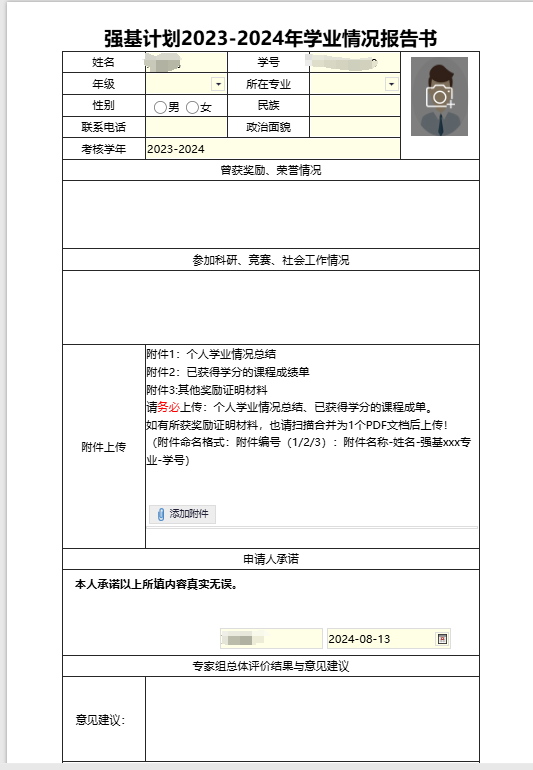 强基计划2023-2024年学业情况报告书
姓名 学号
年级 所在专业
性别 男 女 民族
联系电话 政治面貌
考核学年 2023-2024
曾获奖励、荣誉情况
参加科研、竞赛、社会工作情况
附件上传
附件1：个人学业情况总结
附件2：已获得学分的课程成绩单
附件3:其他奖励证明材料
请务必上传：个人学业情况总结、已获得学分的课程成单。
如有所获奖励证明材料，也请扫描合并为1个PDF文档后上传！
（附件命名格式：附件编号（1/2/3）：附件名称-姓名-强基xxx专
业-学号）
添加附件
申请人承诺
本人承诺以上所填内容真实无误。
2024-08-13
专家组总体评价结果与意见建议
意见建议：